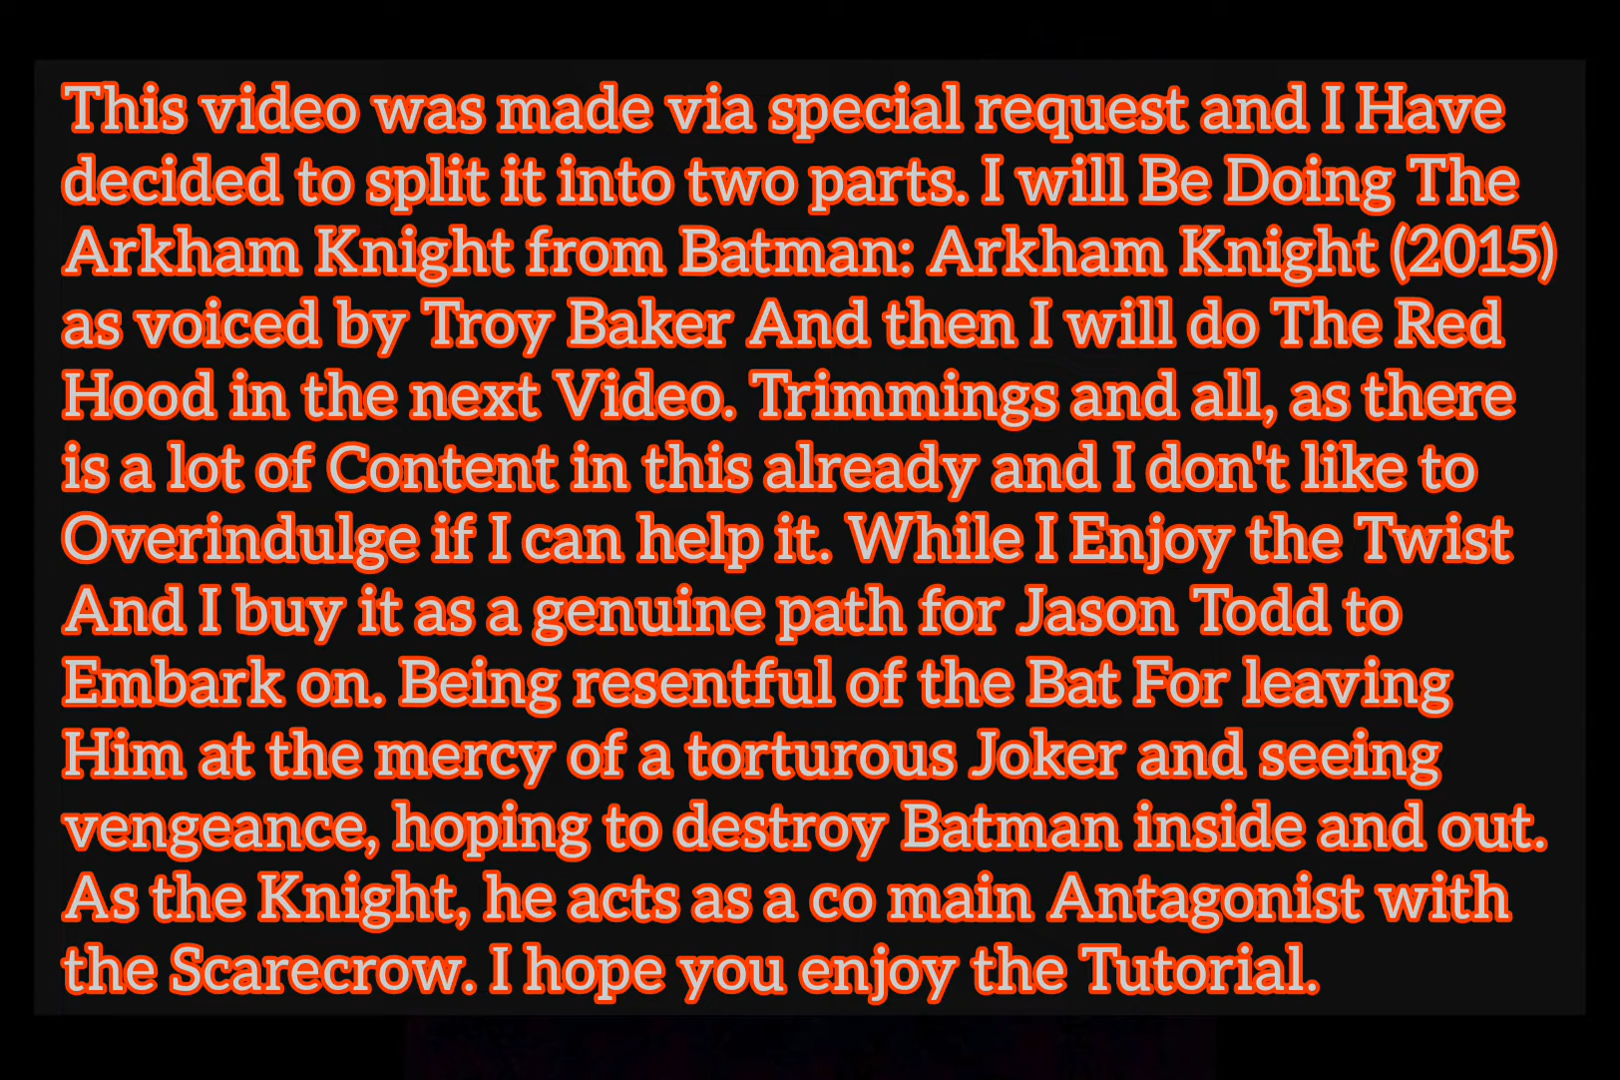 This video was made via special request and I Have
decided to split it into two parts. I will Be Doing The
Arkham Knight from Batman: Arkham Knight (2015)
as voiced by Troy Baker And then I will do The Red
Hood in the next Video. Trimmings and all, as there
is a lot of Content in this already and I don't like to
Overindulge if I can help it. While I Enjoy the Twist
And I buy it as a genuine path for Jason Todd to
Embark on. Being resentful of the Bat For leaving
Him at the mercy of a torturous Joker and seeing
vengeance, hoping to destroy Batman inside and out.
As the Knight, he acts as a co main Antagonist with
the Scarecrow. I hope you enjoy the Tutorial.